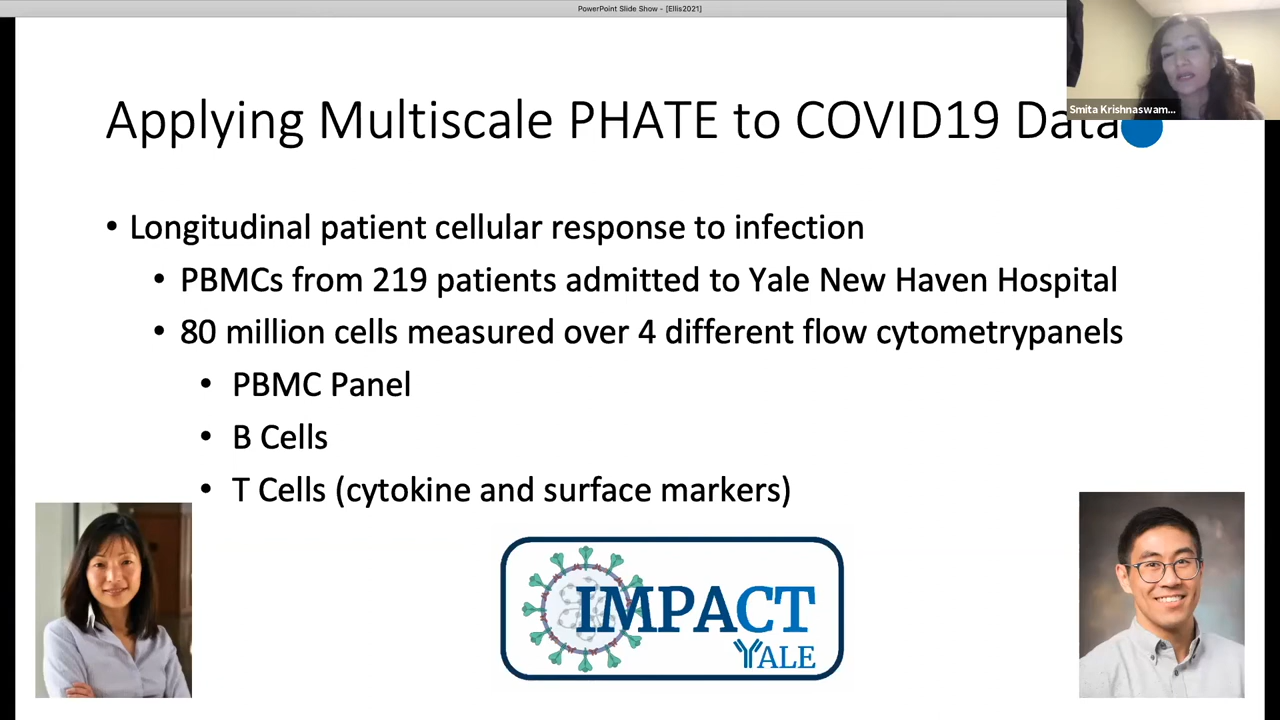 PowerPoint Slide Show - [Ellis2021]
Smita Krishnaswam...
Applying Multiscale PHATE to COVID19 Data
• Longitudinal patient cellular response to infection
• PBMCs from 219 patients admitted to Yale New Haven Hospital
• 80 million cells measured over 4 different flow cytometrypanels
• PBMC Panel
• B Cells
• T Cells (cytokine and surface markers)
IMPACT
YALE